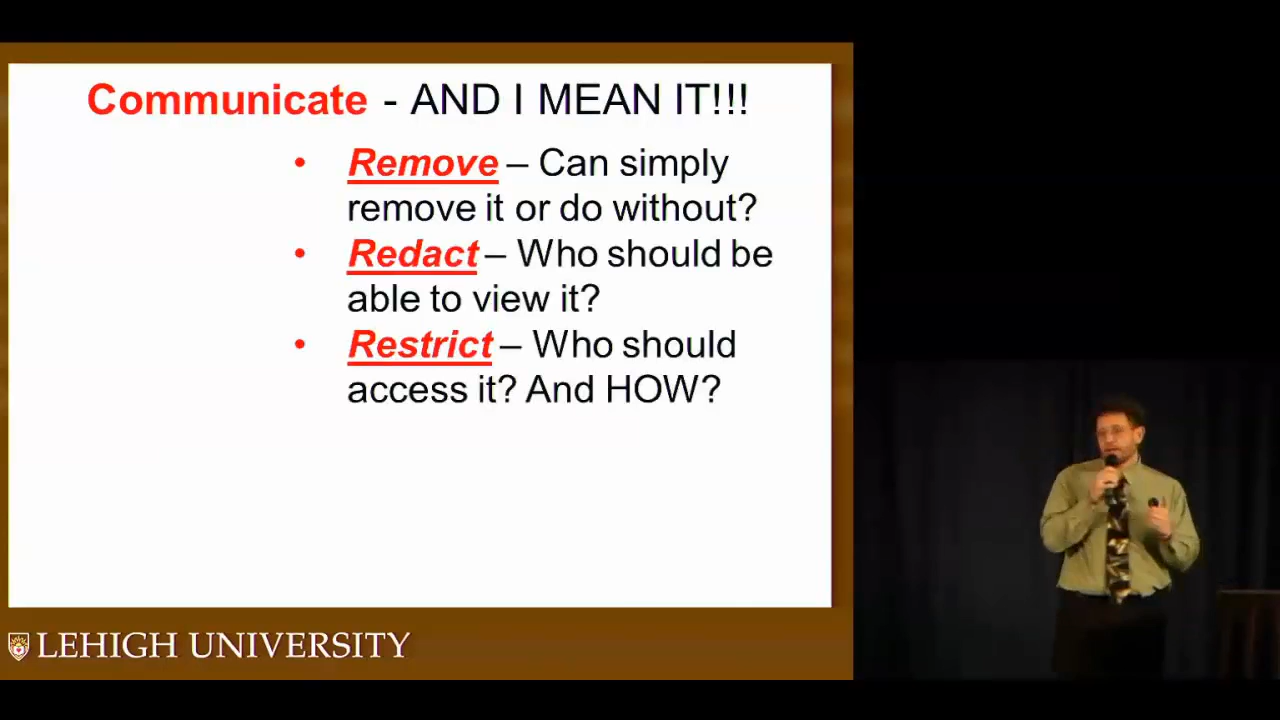 Communicate - AND I MEAN IT!!!
• Remove – Can simply
remove it or do without?
• Redact – Who should be
able to view it?
• Restrict – Who should
access it? And HOW?
LEHIGH UNIVERSITY